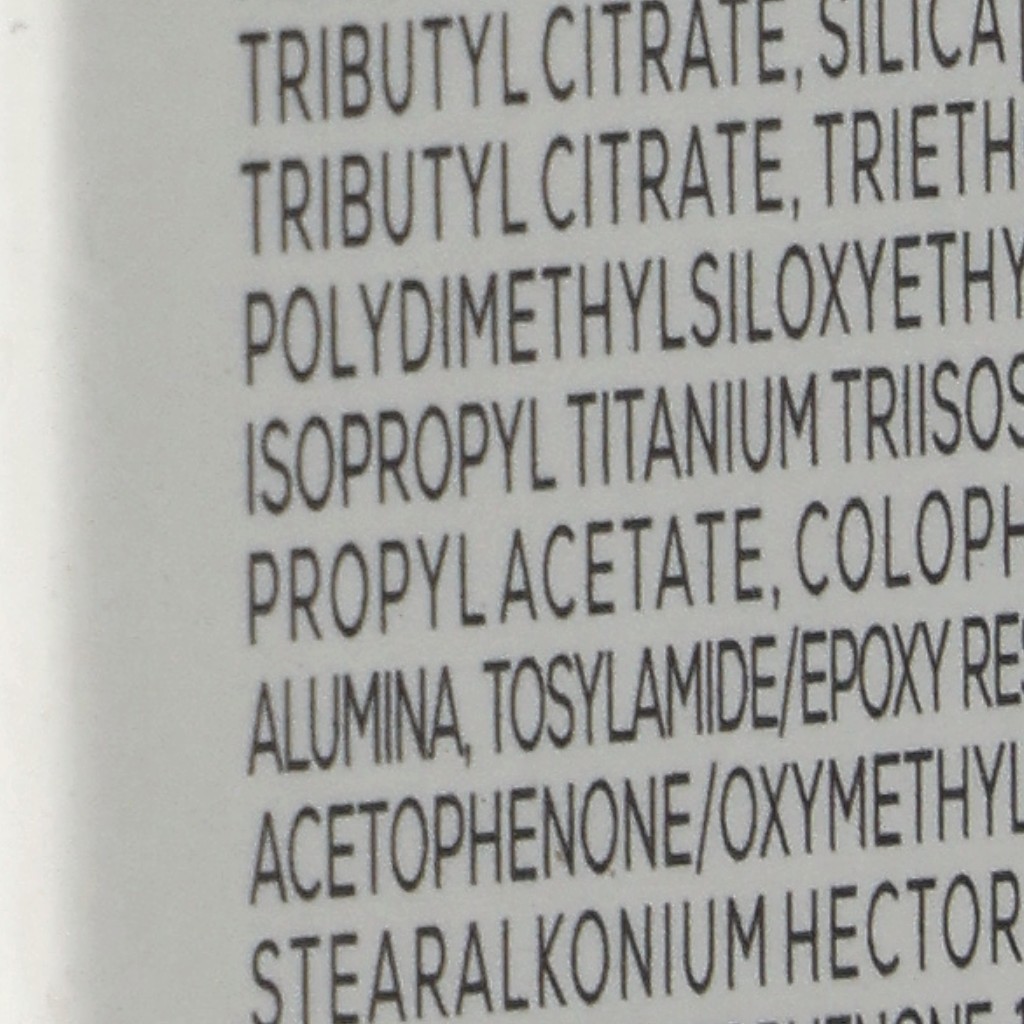 TRIBUTYL CITRATE, SILICA
TRIBUTYL CITRATE, TRIETH
POLYDIMETHYLSILOXYETHY
ISOPROPYL TITANIUM TRIISOS
PROPYL ACETATE, COLOPH
ALUMINA, TOSYLAMIDE/EPOXY RES
ACETOPHENONE/OXYMETHYL
STEARALKONIUM HECTOR